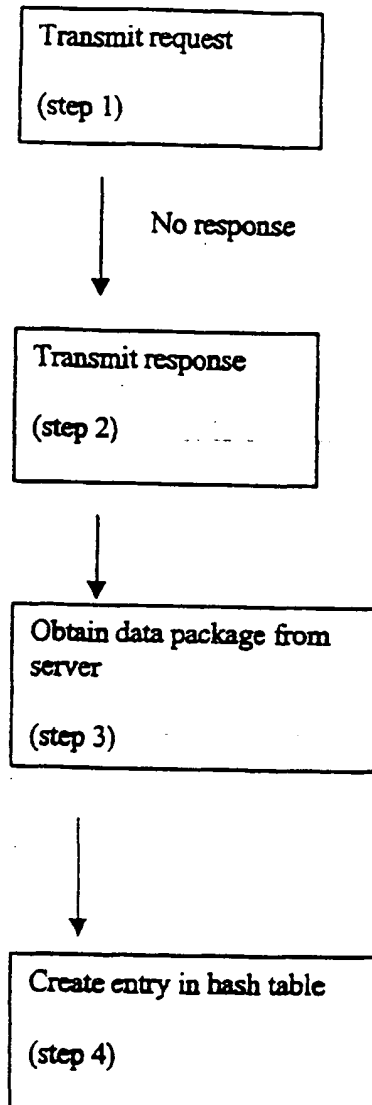 Transmit request
(step 1)
No response
Transmit response
(step 2)
Obtain data package from
server
(step 3)
Create entry in hash table
(step 4)